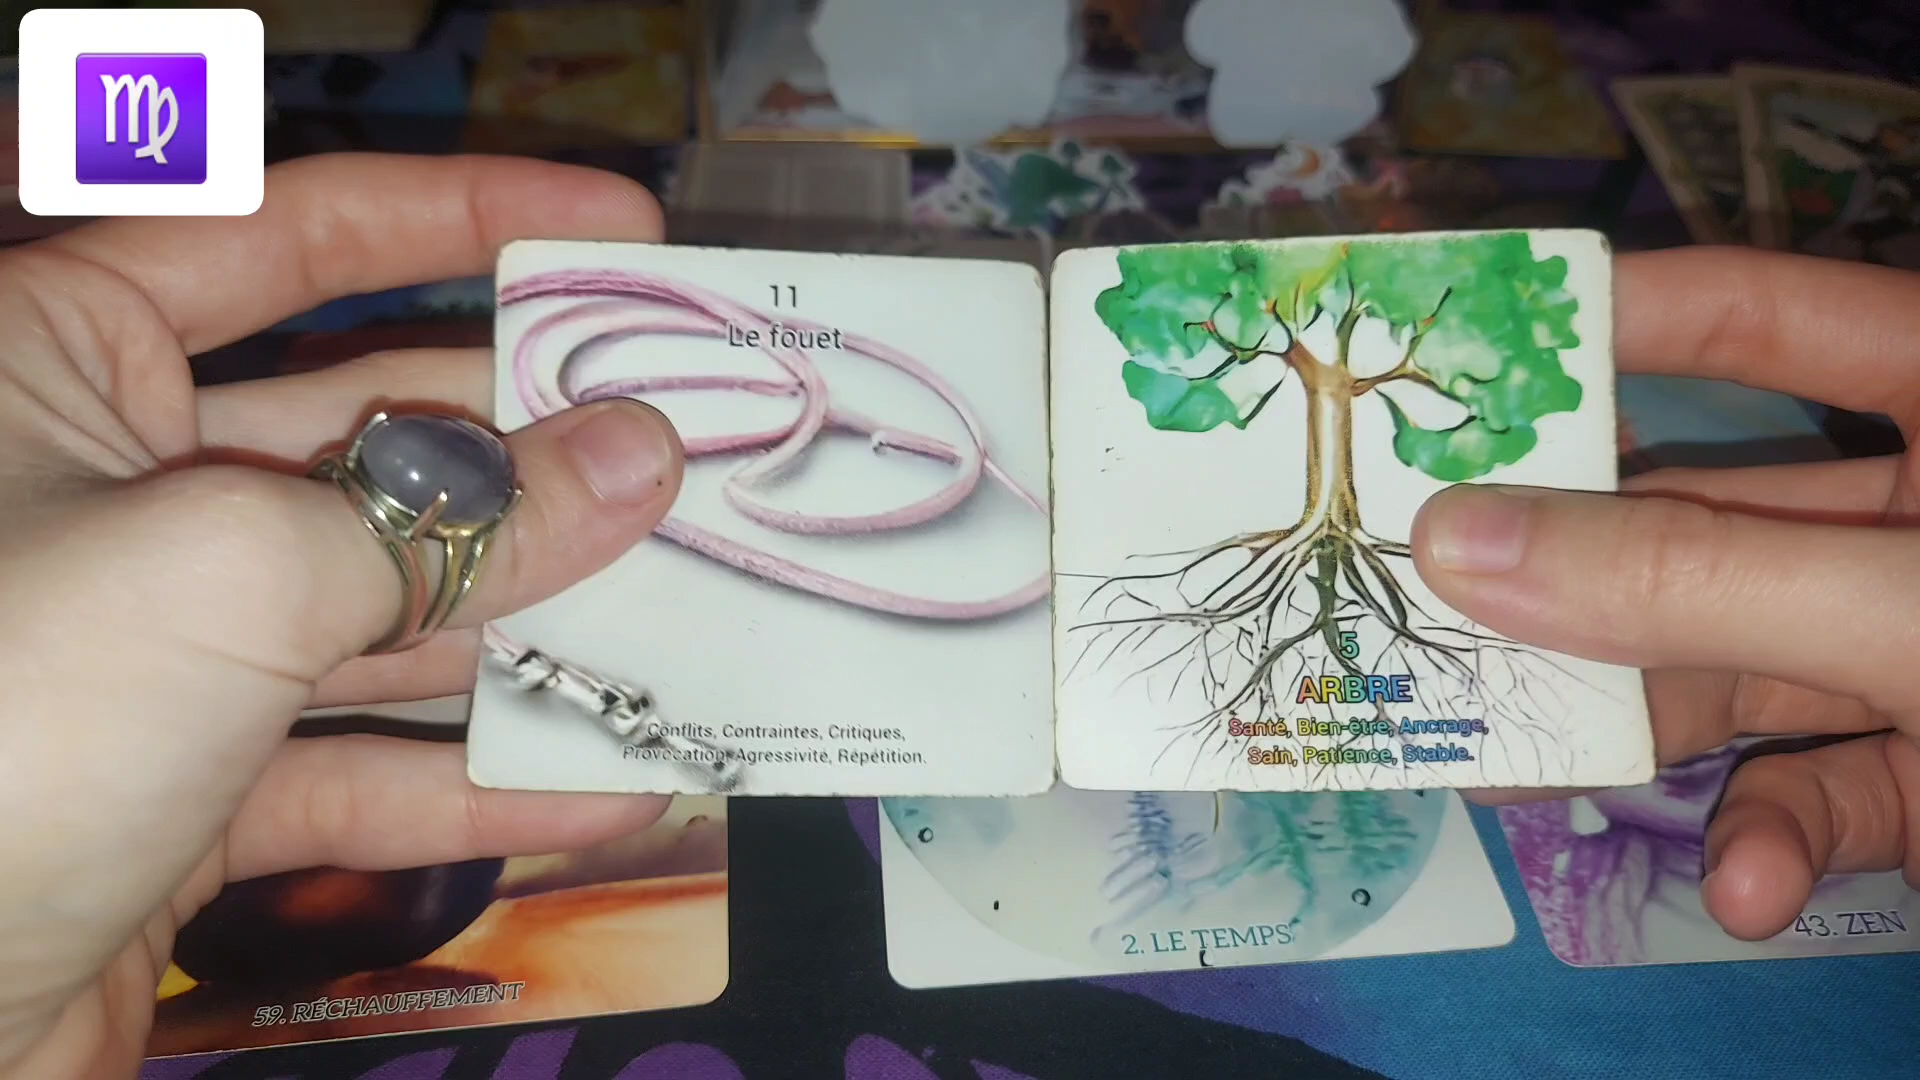 ♍
11
Le fouet
Conflits, Contraintes, Critiques,
Provocation, Agressivité, Répétition.
5
ARBRE
Santé, Bien-être, Ancrage,
Sain, Patience, Stable.
59. RÉCHAUFFEMENT
2. LE TEMPS
43. ZEN